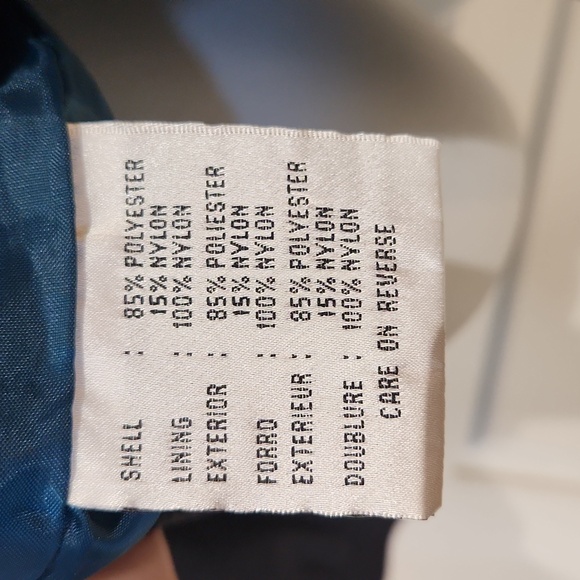 SHELL : 85% POLYESTER
15% NYLON
LINING : 100% NYLON
EXTERIOR : 85% POLIESTER
15% NYLON
FORRO : 100% NYLON
EXTERIEUR : 85% POLYESTER
15% NYLON
DOUBLURE : 100% NYLON
CARE ON REVERSE